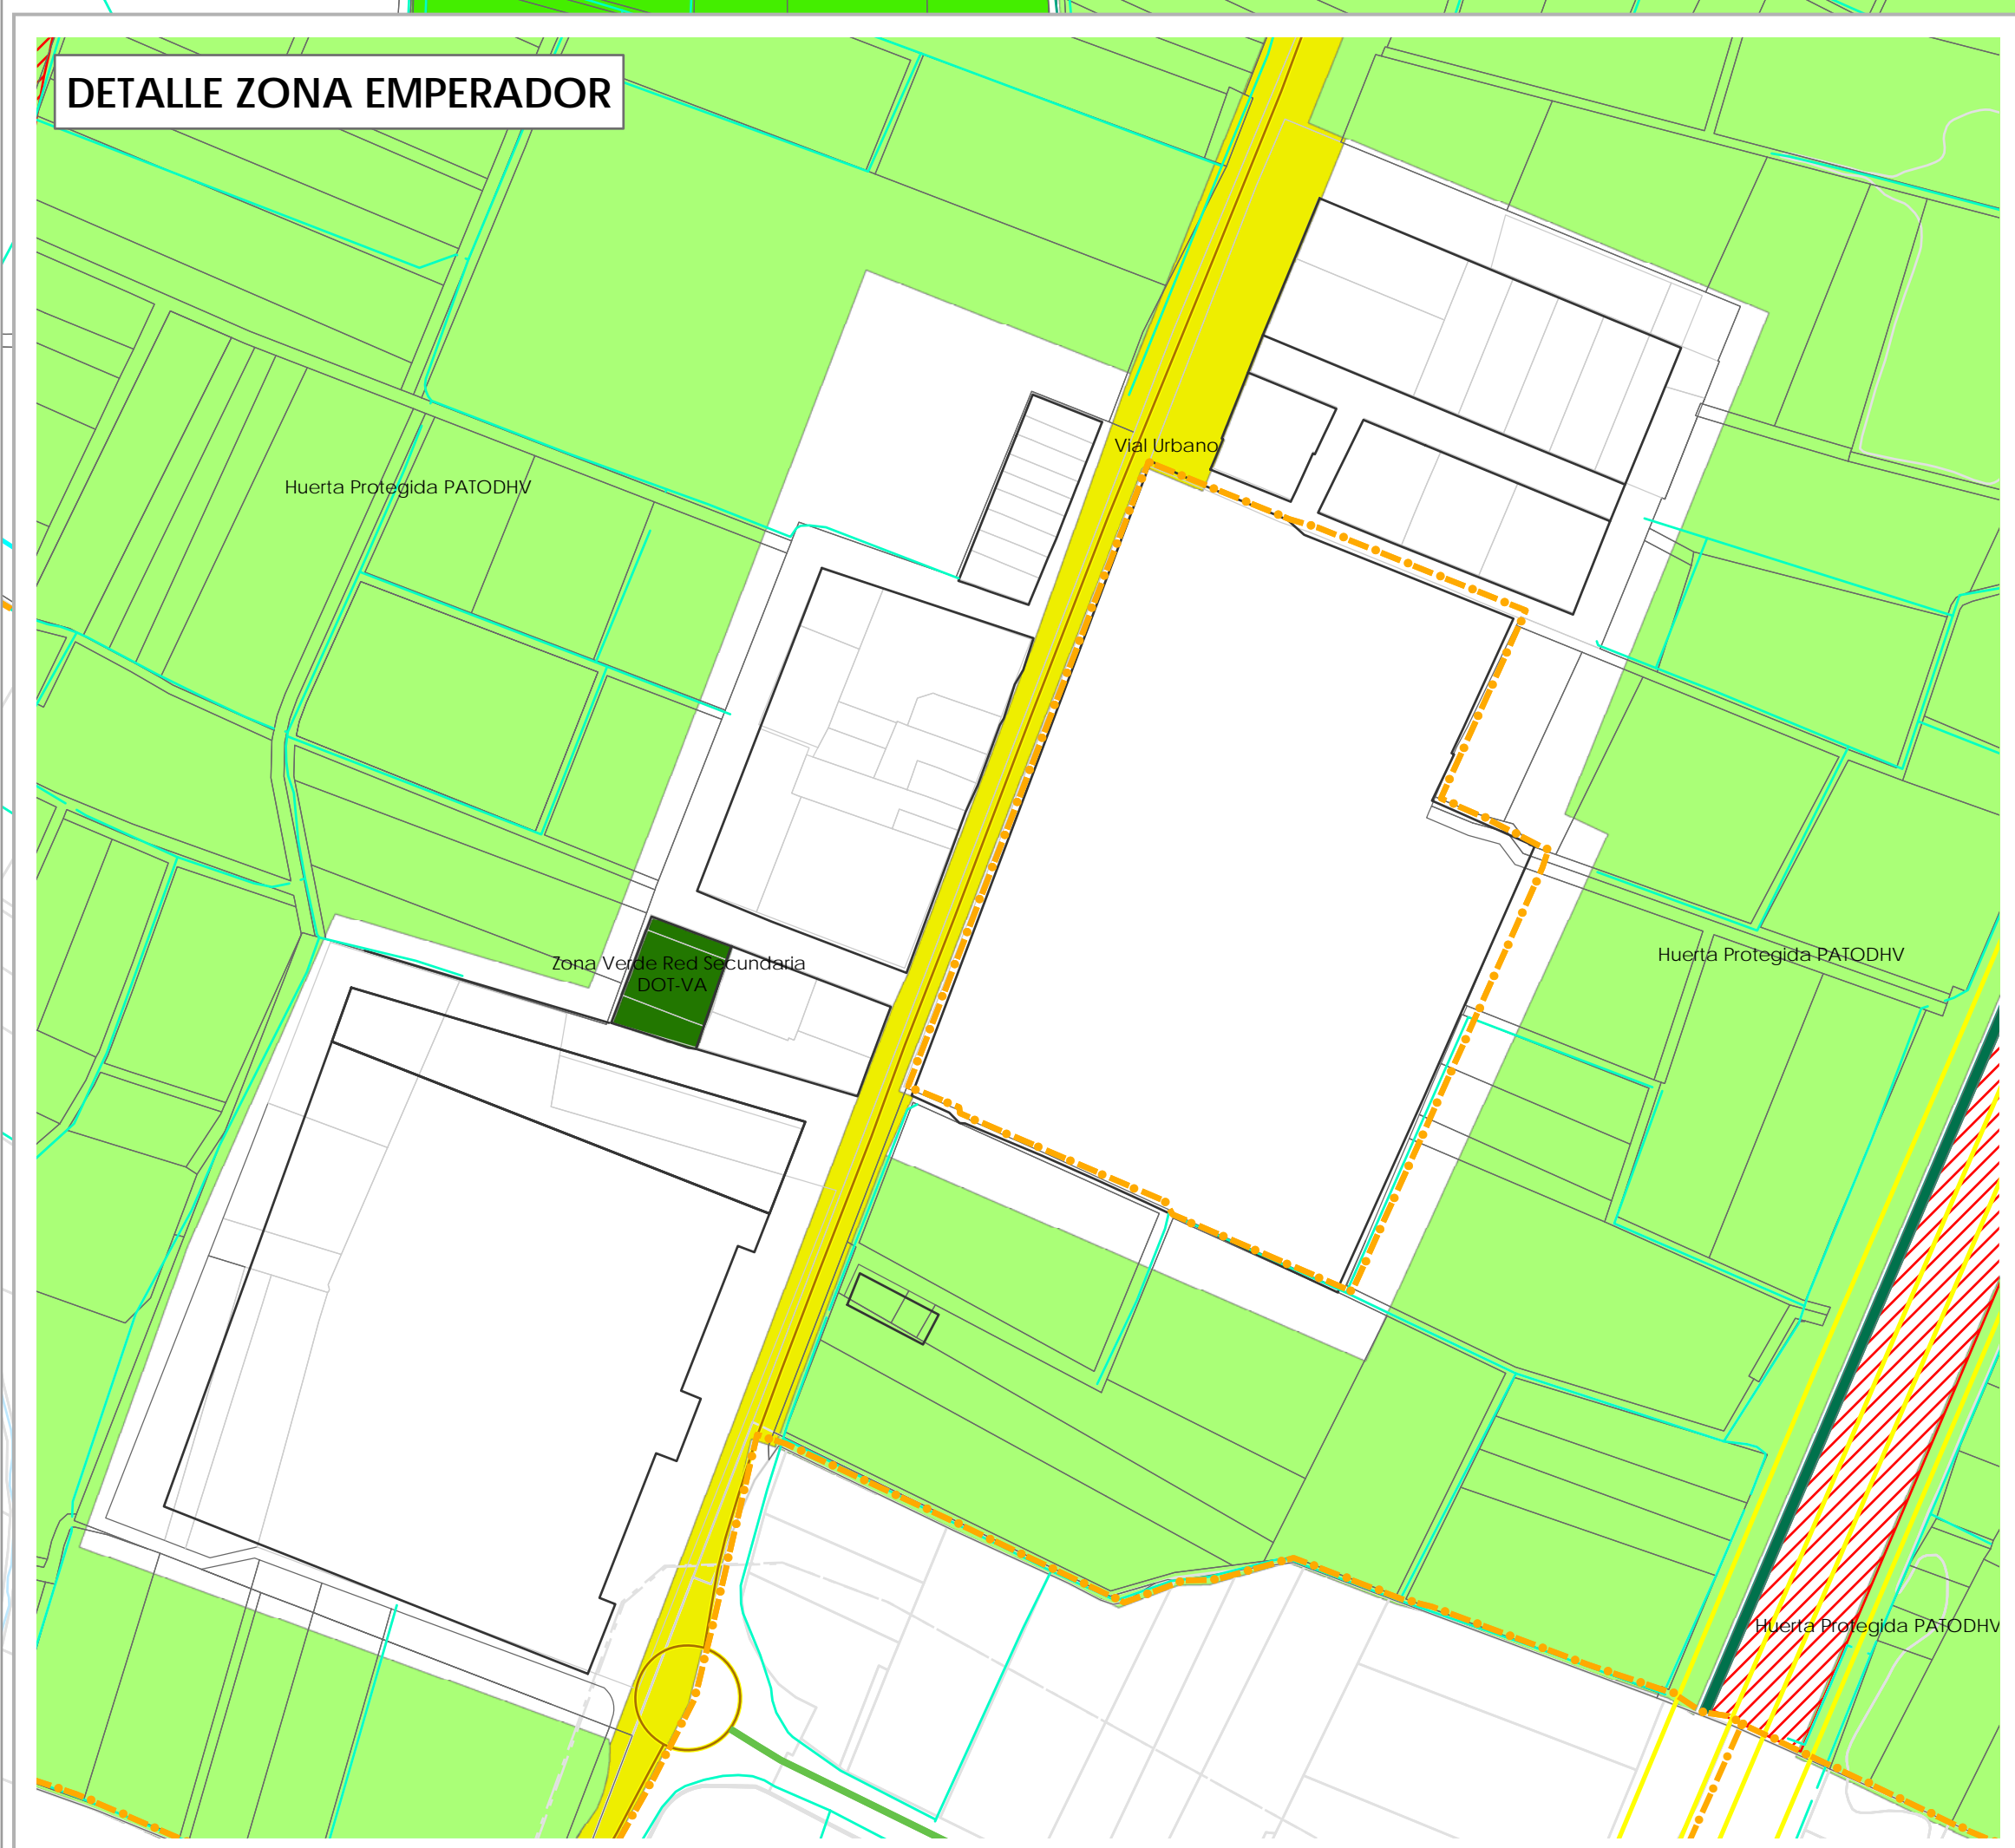 DETALLE ZONA EMPERADOR
Vial Urbano
Huerta Protegida PATODHV
Huerta Protegida PATODHV
Zona Verde Red Secundaria
DOT-VA
Huerta Protegida PATODHV